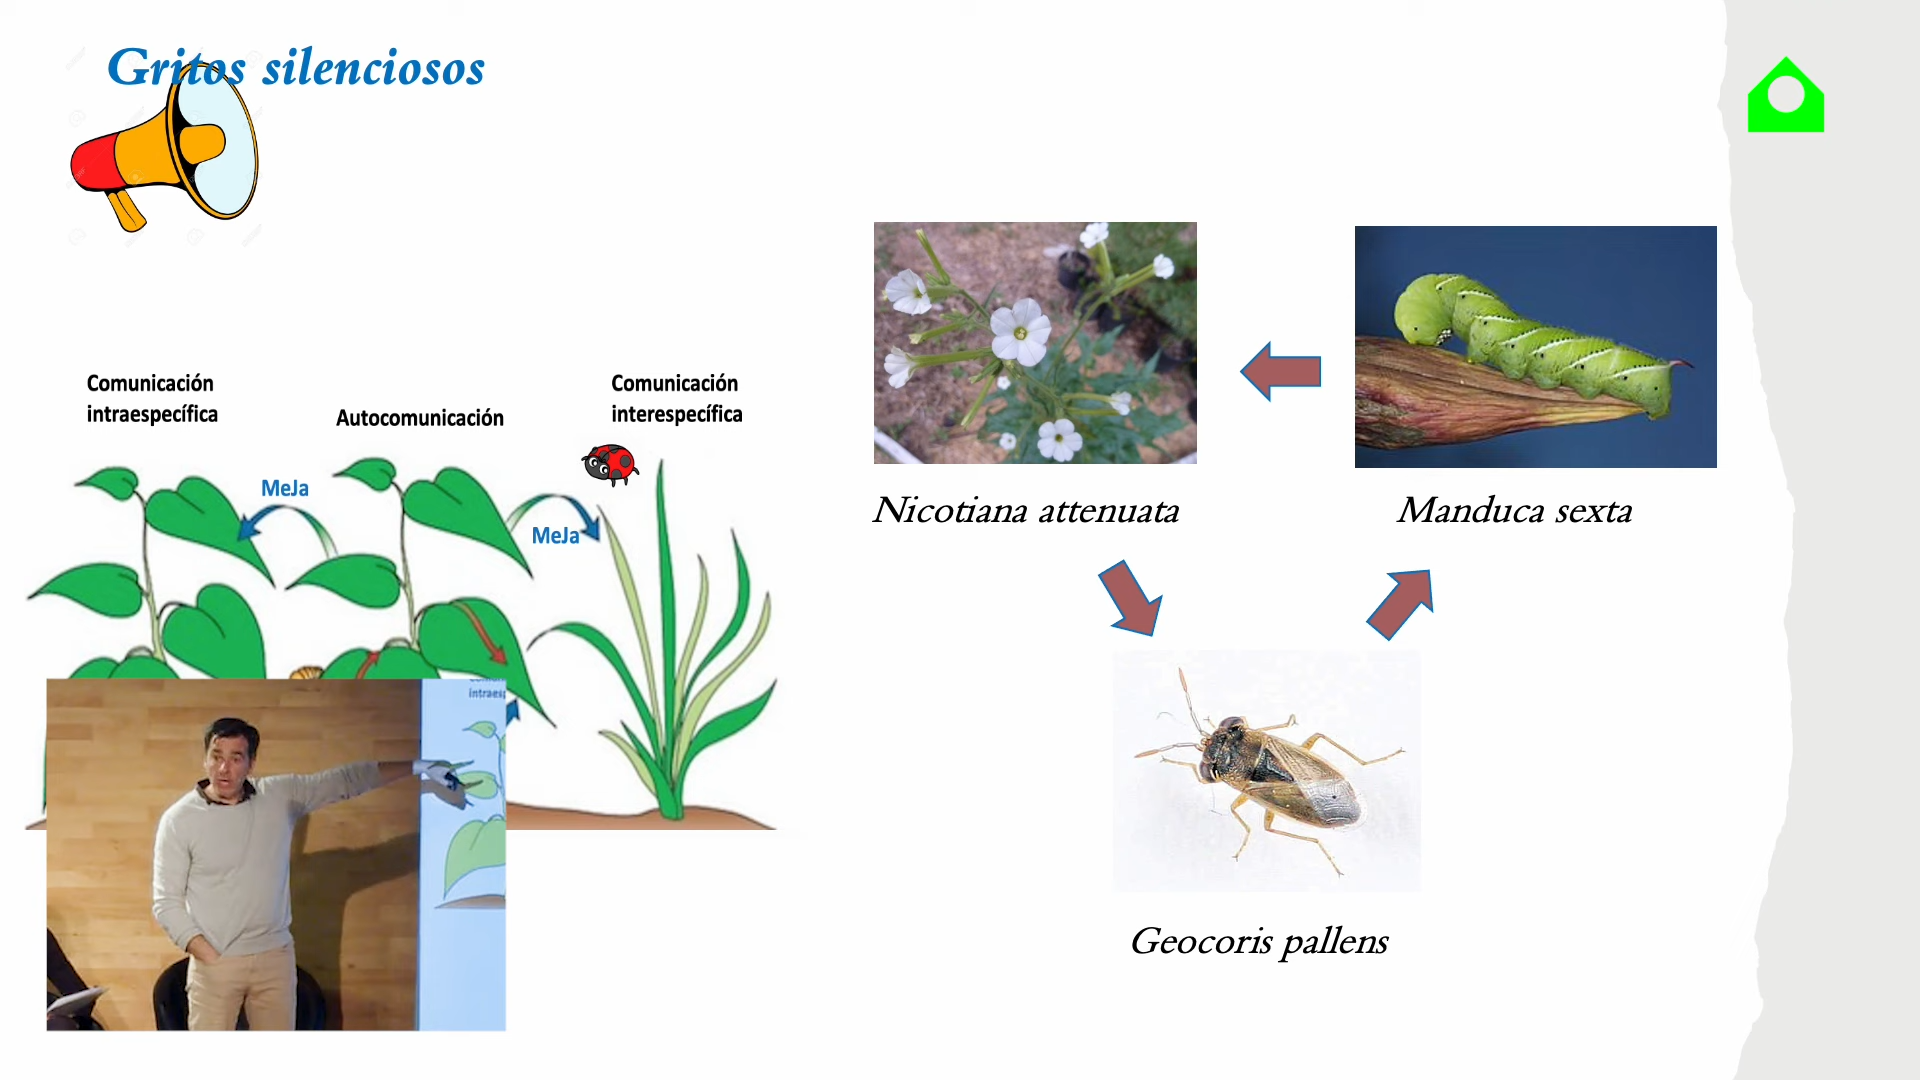 Gritos silenciosos
Comunicación
intraespecífica
Autocomunicación
Comunicación
interespecífica
MeJa
MeJa
Nicotiana attenuata
Manduca sexta
Geocoris pallens